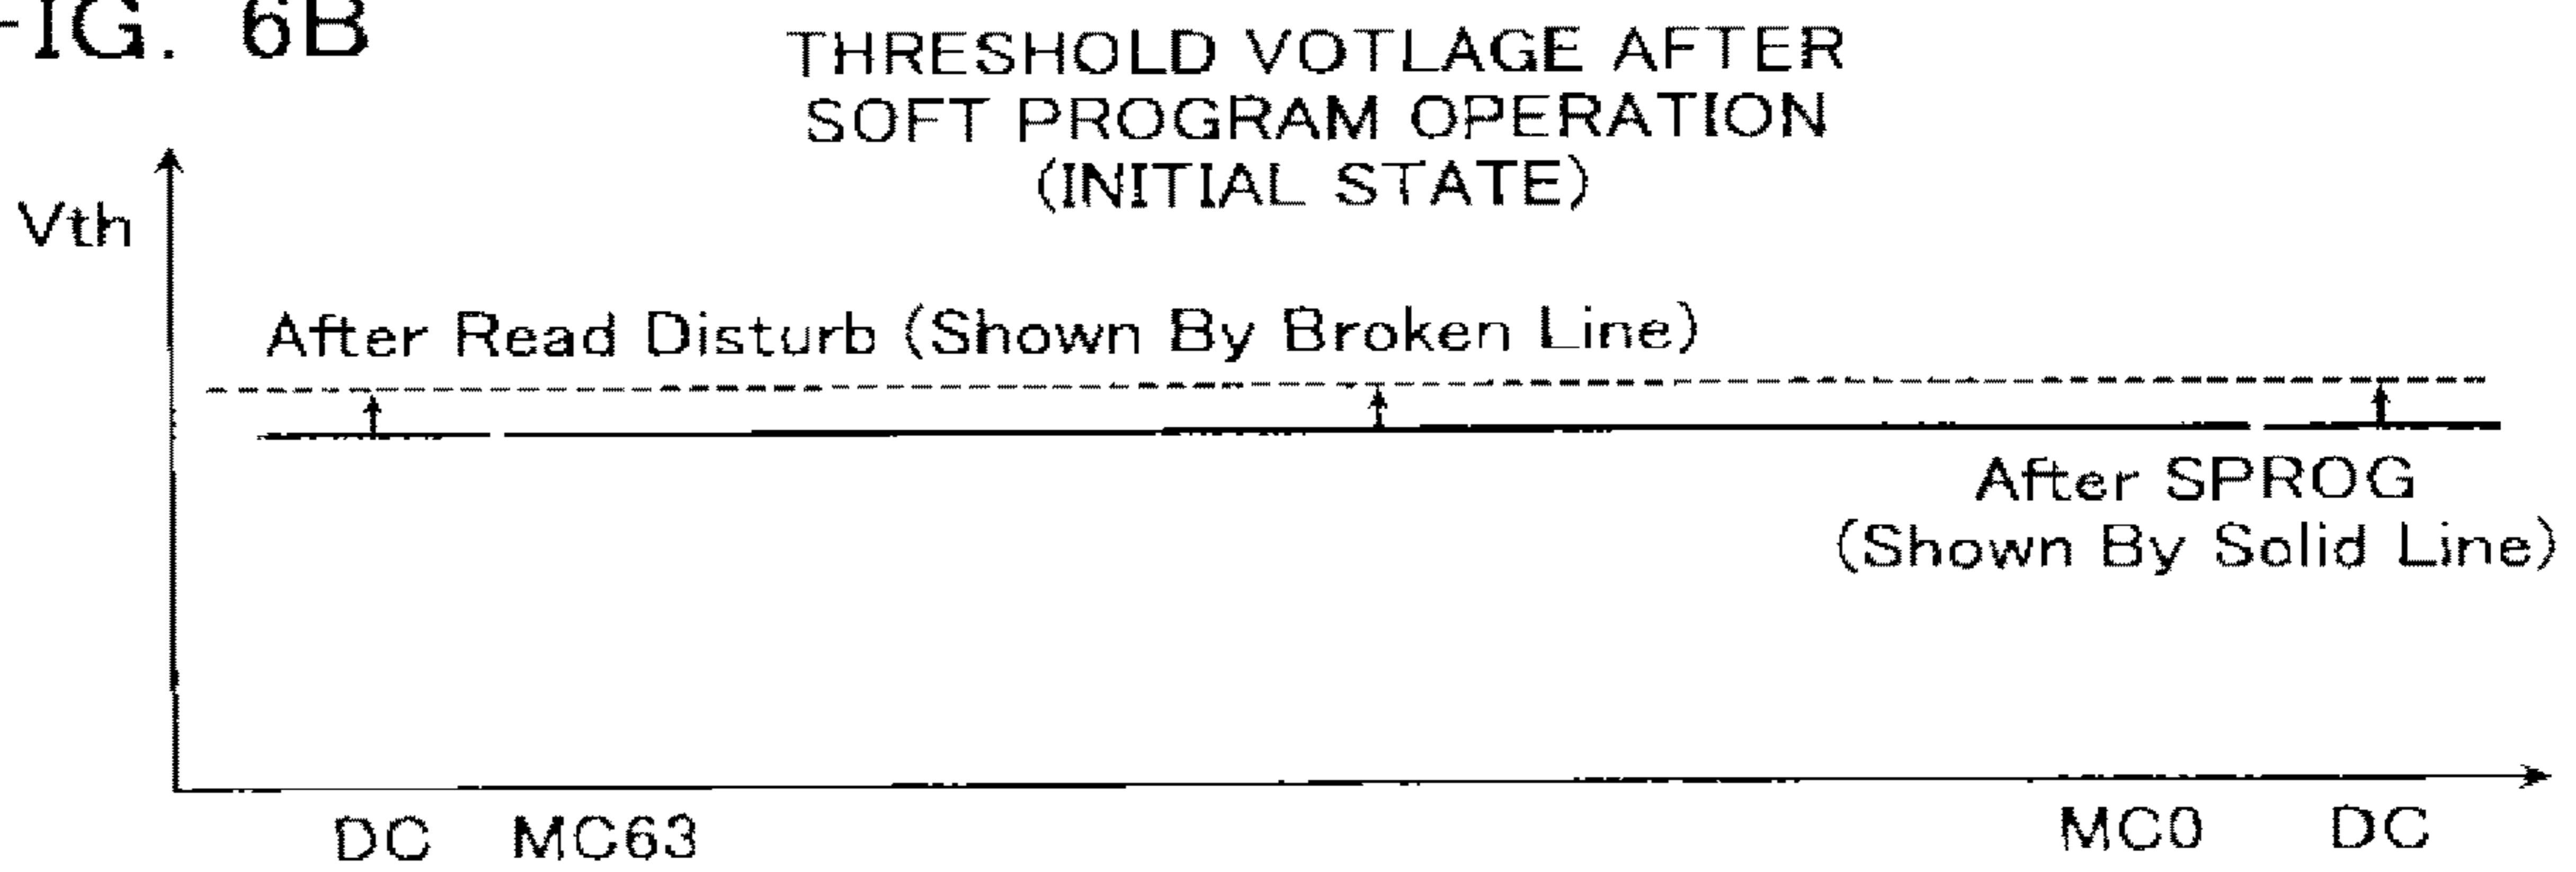 FIG. 6B
THRESHOLD VOTLAGE AFTER
SOFT PROGRAM OPERATION
(INITIAL STATE)
Vth
After Read Disturb (Shown By Broken Line)
After SPROG
(Shown By Solid Line)
DC MC63 MC0 DC